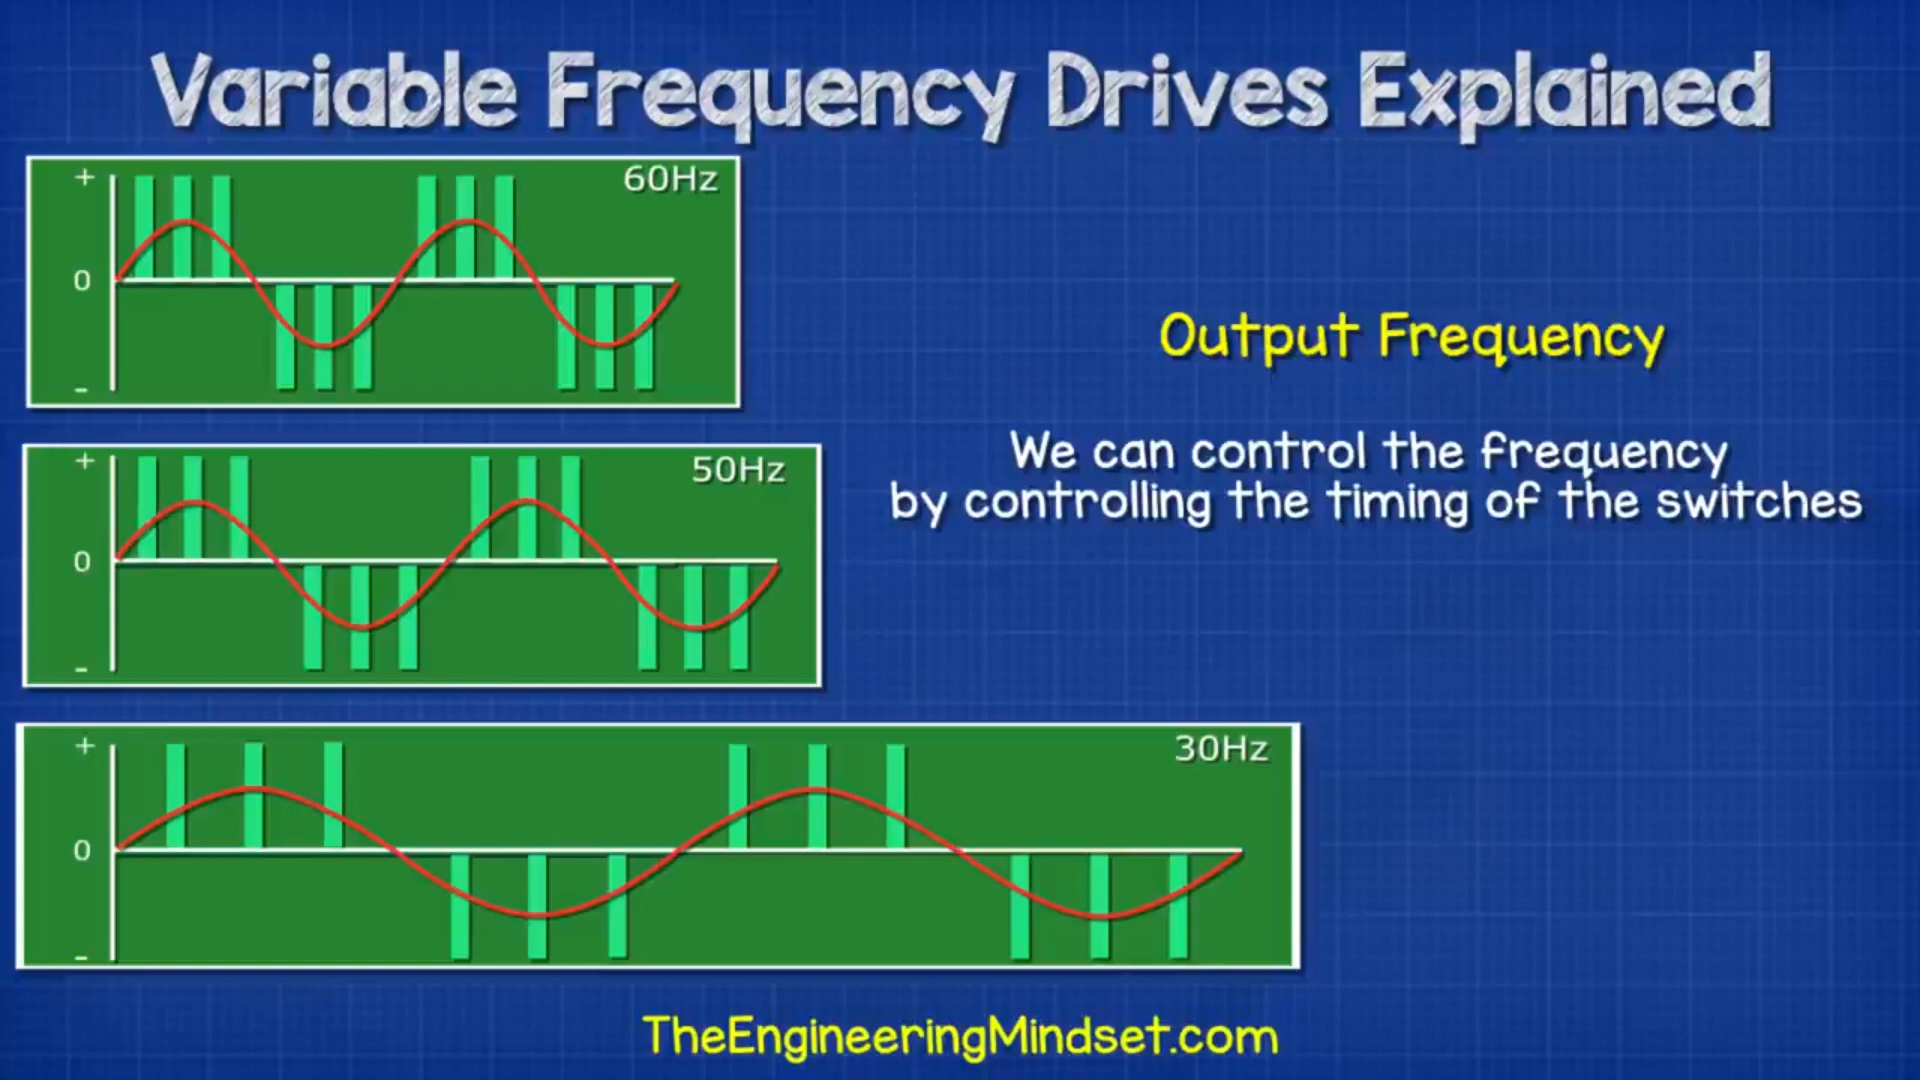 Variable Frequency Drives Explained
+
60Hz
0
-
+
50Hz
0
-
Output Frequency
We can control the frequency
by controlling the timing of the switches
+
30Hz
0
-
TheEngineeringMindset.com